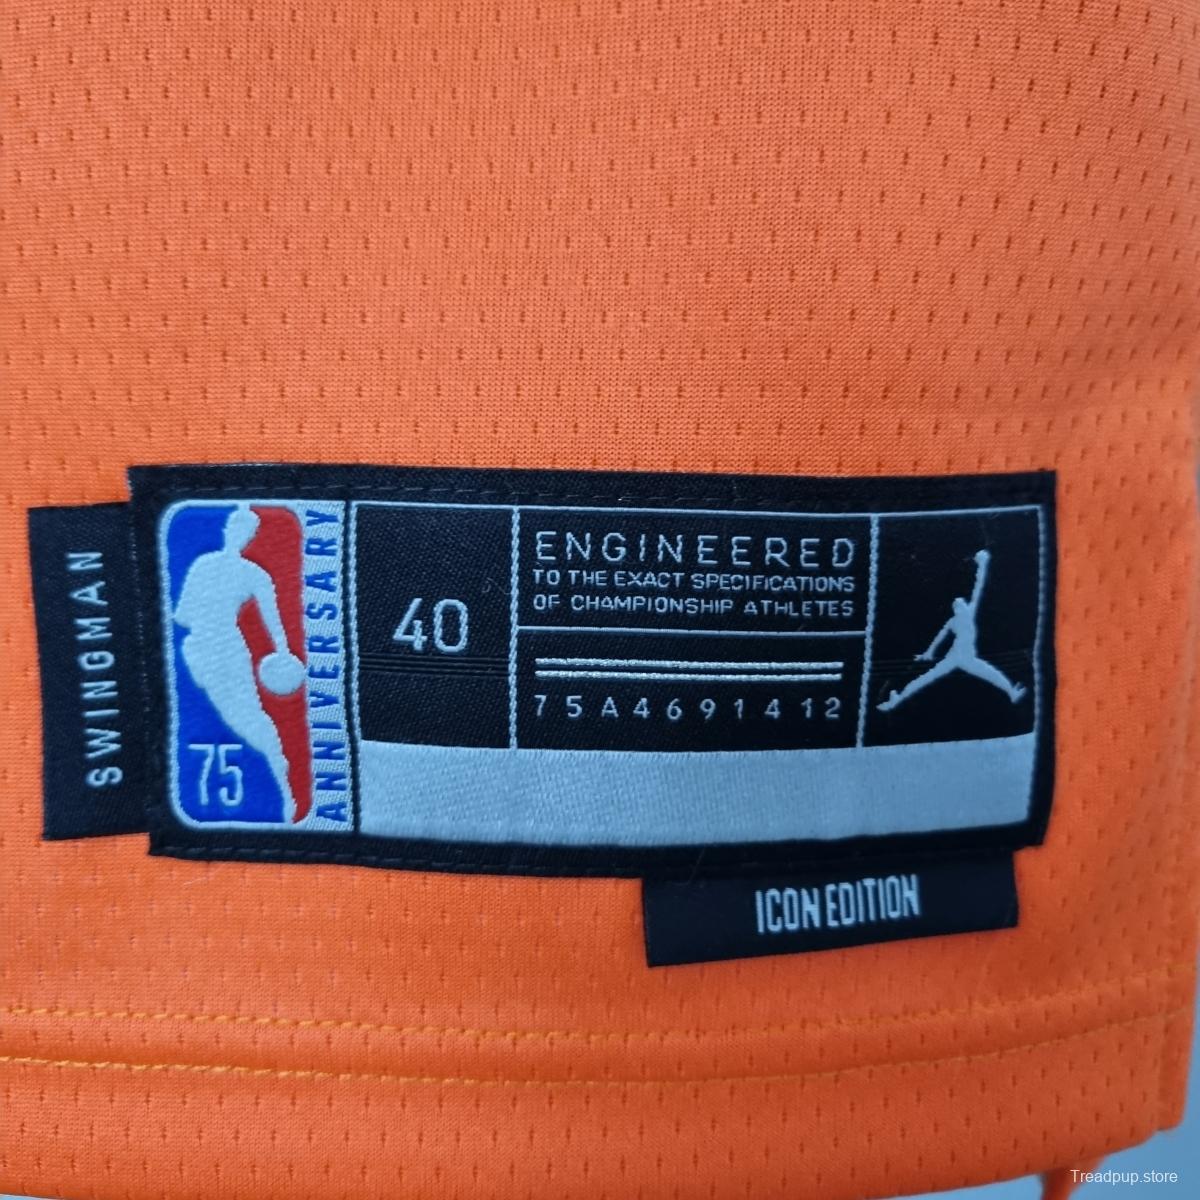 SWINGMAN
75
ANNIVERSARY
40
ENGINEERED
TO THE EXACT SPECIFICATIONS
OF CHAMPIONSHIP ATHLETES
75A4691412
ICON EDITION
Treadpup.store